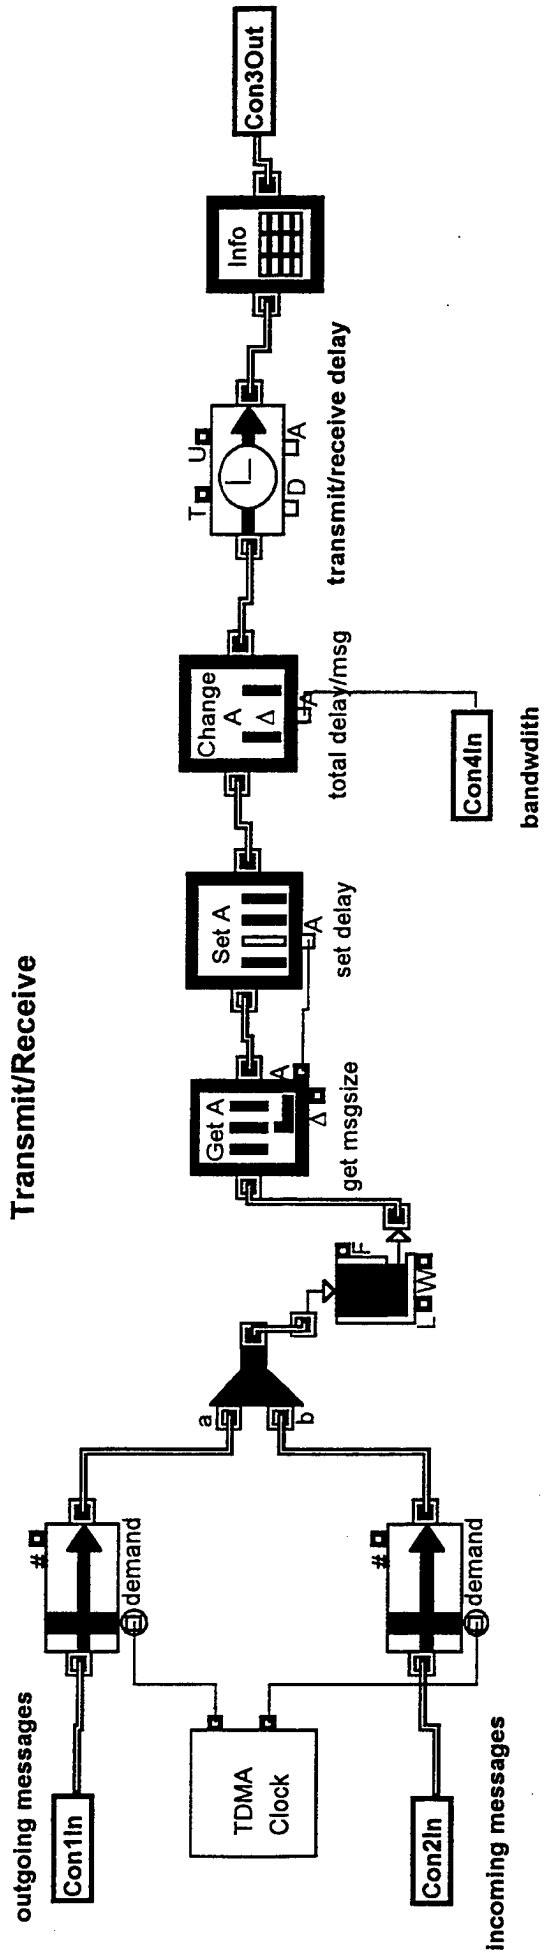 Transmit/Receive
outgoing messages
Con1In
#
demand
TDMA
Clock
incoming messages
Con2In
#
demand
a
b
F
L W
Get A
A
Δ
get msgsize
Set A
A
set delay
Change
A
Δ
A
total delay/msg
Con4In
bandwdith
T U
D A
transmit/receive delay
Info
Con3Out